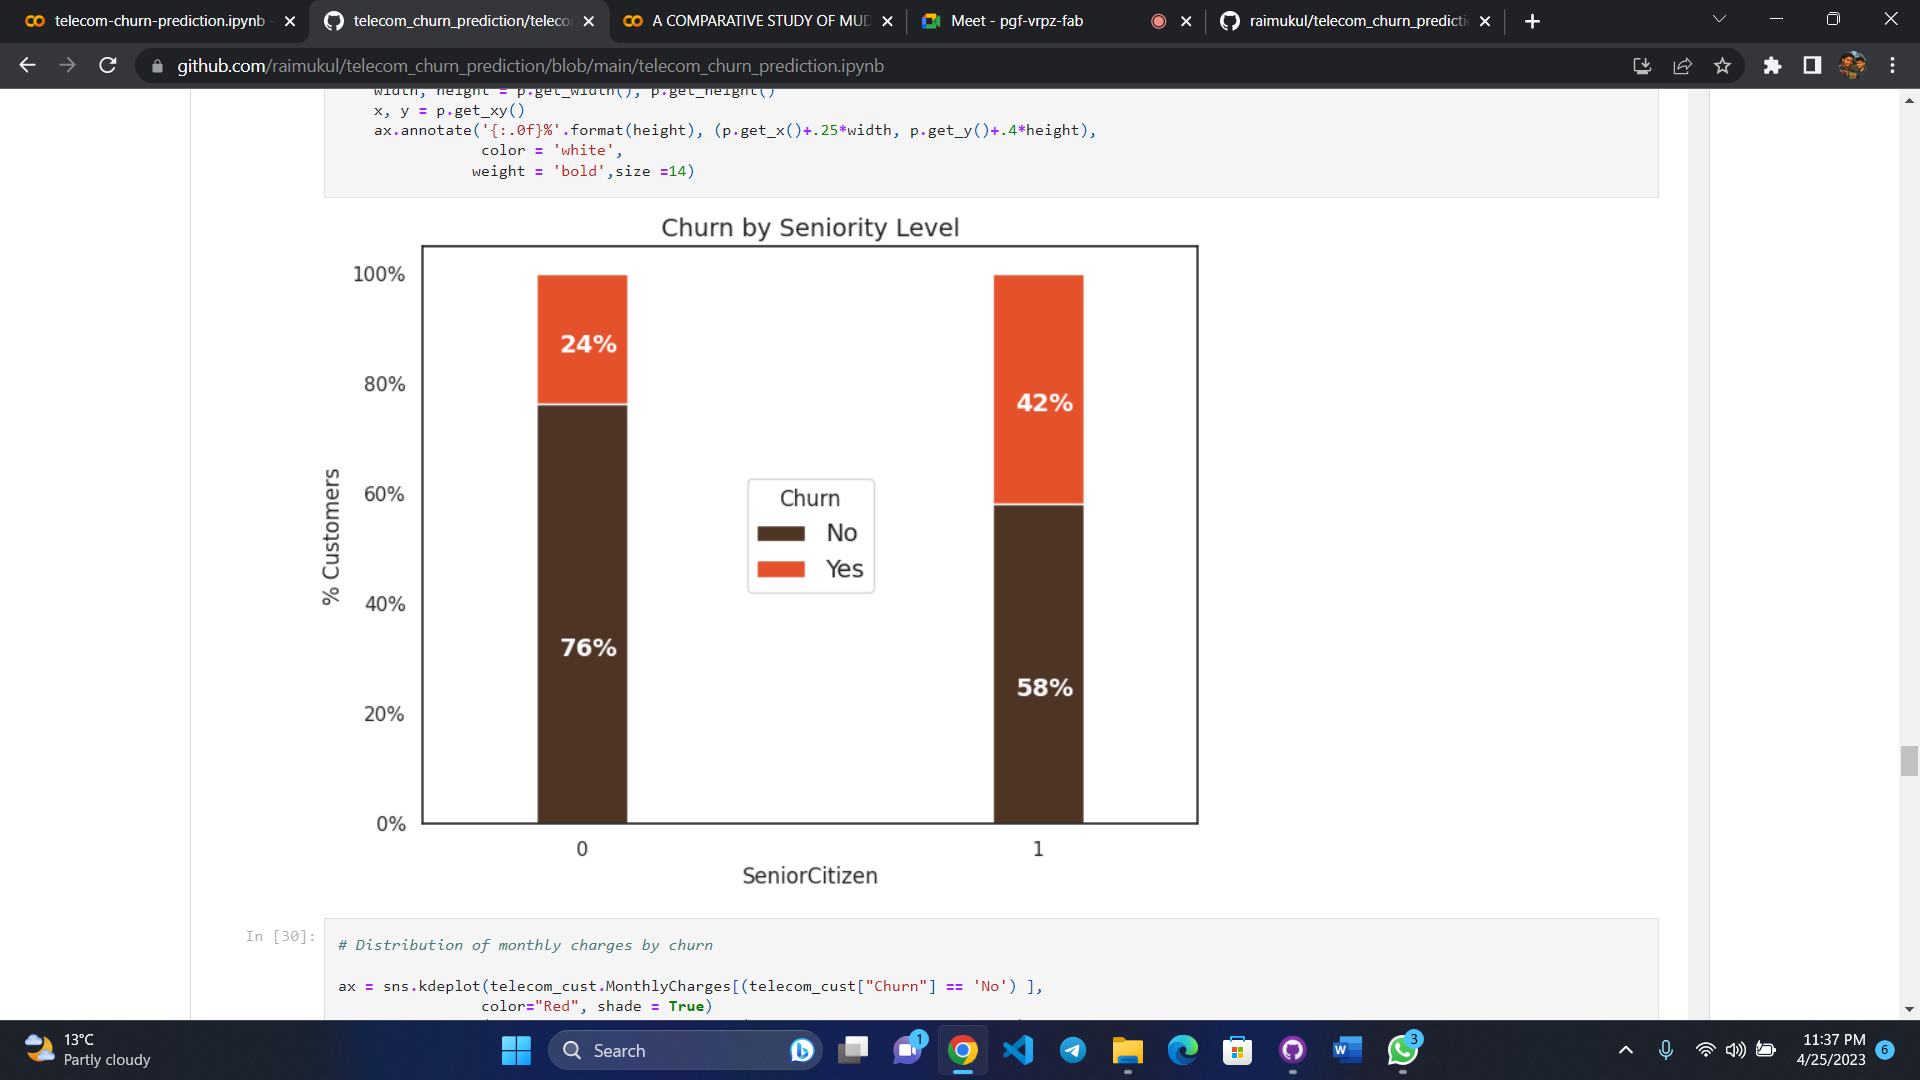 telecom-churn-prediction.ipynb -
telecom_churn_prediction/teleco
A COMPARATIVE STUDY OF MUD
Meet - pgf-vrpz-fab
raimukul/telecom_churn_predicti
github.com/raimukul/telecom_churn_prediction/blob/main/telecom_churn_prediction.ipynb
width, height = p.get_width(), p.get_height()
x, y = p.get_xy()
ax.annotate('{:.0f}%'.format(height), (p.get_x()+.25*width, p.get_y()+.4*height),
color = 'white',
weight = 'bold',size =14)
Churn by Seniority Level
100%
80%
60%
40%
20%
0%
% Customers
24%
76%
42%
58%
Churn
No
Yes
0
1
SeniorCitizen
In [30]:
# Distribution of monthly charges by churn
ax = sns.kdeplot(telecom_cust.MonthlyCharges[(telecom_cust["Churn"] == 'No') ],
color="Red", shade = True)
13°C
Partly cloudy
Search
1
3
11:37 PM
4/25/2023
6